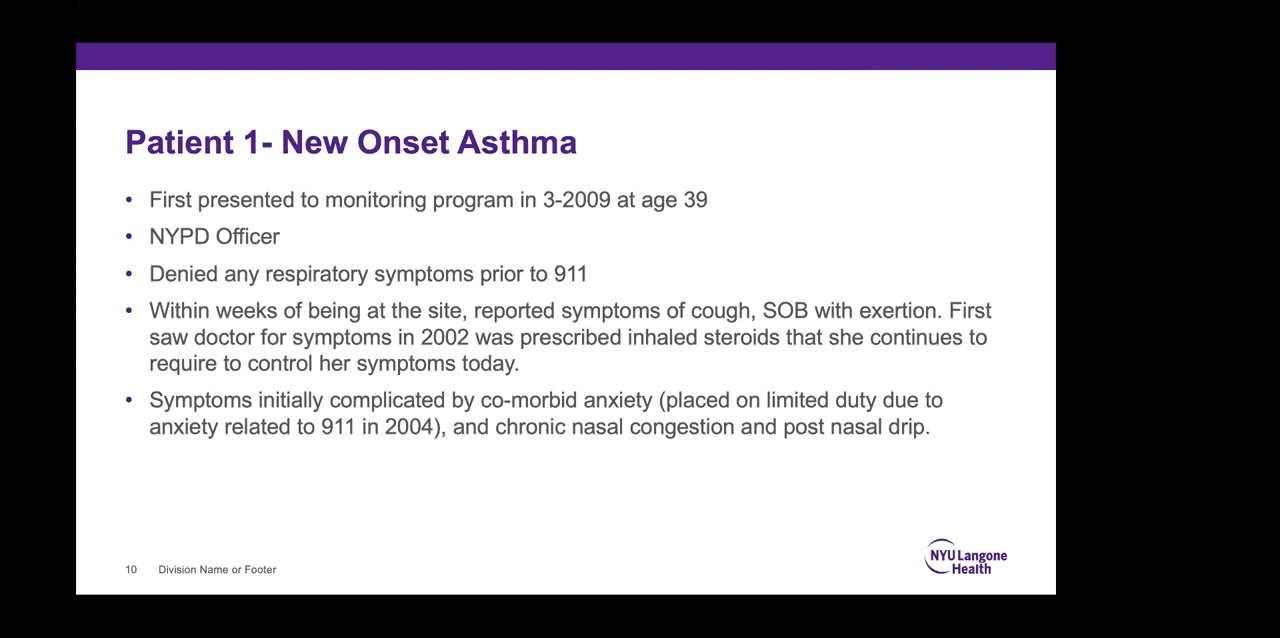 Patient 1- New Onset Asthma
• First presented to monitoring program in 3-2009 at age 39
• NYPD Officer
• Denied any respiratory symptoms prior to 911
• Within weeks of being at the site, reported symptoms of cough, SOB with exertion. First
saw doctor for symptoms in 2002 was prescribed inhaled steroids that she continues to
require to control her symptoms today.
• Symptoms initially complicated by co-morbid anxiety (placed on limited duty due to
anxiety related to 911 in 2004), and chronic nasal congestion and post nasal drip.
10 Division Name or Footer
NYU Langone
Health